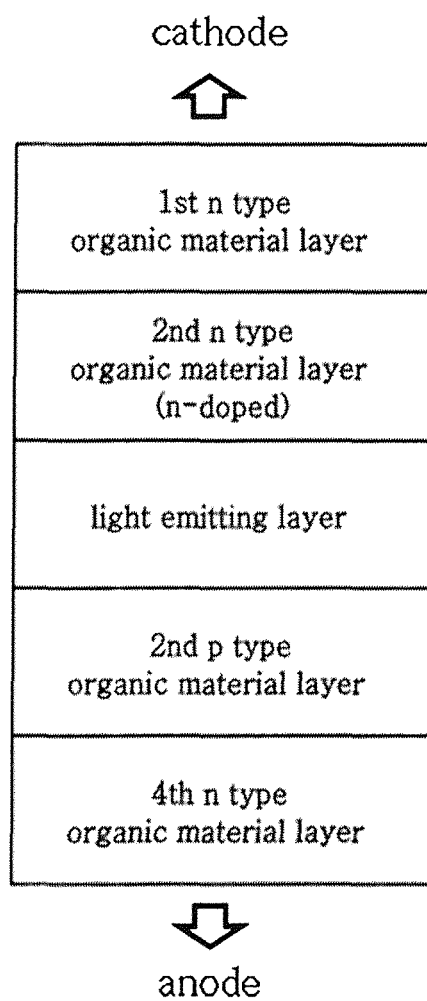 cathode
1st n type
organic material layer
2nd n type
organic material layer
(n-doped)
light emitting layer
2nd p type
organic material layer
4th n type
organic material layer
anode